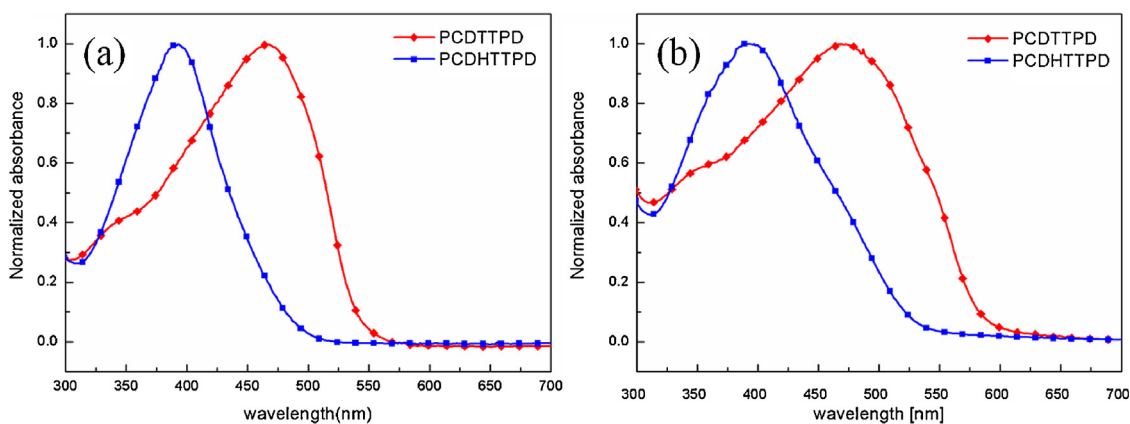 (a)
PCDTTPD
PCDHTTPD
Normalized absorbance
1.0
0.8
0.6
0.4
0.2
0.0
300 350 400 450 500 550 600 650 700
wavelength(nm)
(b)
PCDTTPD
PCDHTTPD
Normalized absorbance
1.0
0.8
0.6
0.4
0.2
0.0
300 350 400 450 500 550 600 650 700
wavelength [nm]